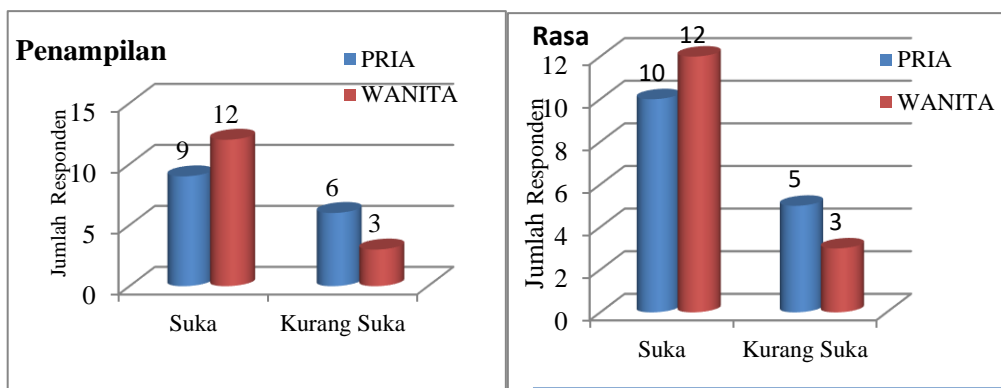 Penampilan
PRIA
WANITA
15
10
5
0
Jumlah Responden
9
12
6
3
Suka
Kurang Suka
Rasa
PRIA
WANITA
12
10
8
6
4
2
0
Jumlah Responden
10
12
5
3
Suka
Kurang Suka